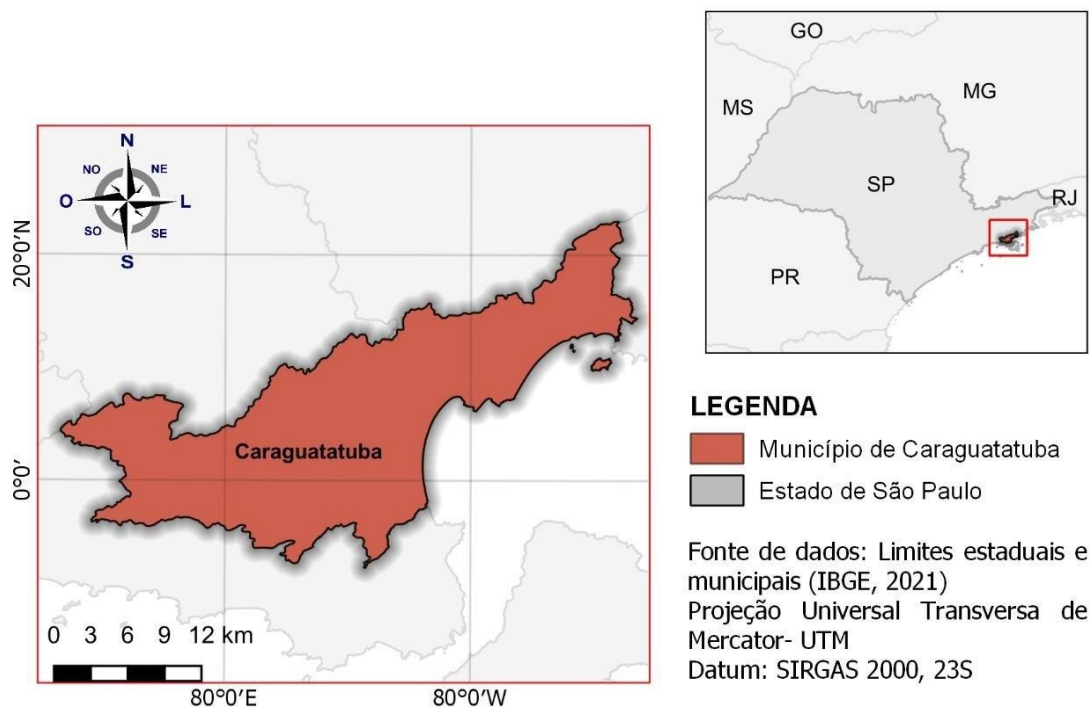 GO
MS
MG
SP
RJ
PR
N
NO
NE
O
L
SO
SE
S
20°0'N
0°0'
Caraguatatuba
0 3 6 9 12 km
80°0'E
80°0'W
LEGENDA
Município de Caraguatatuba
Estado de São Paulo
Fonte de dados: Limites estaduais e
municipais (IBGE, 2021)
Projeção Universal Transversa de
Mercator- UTM
Datum: SIRGAS 2000, 23S